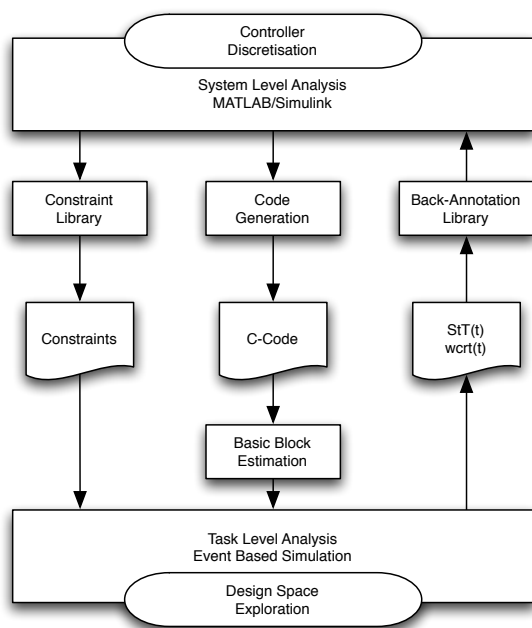 Controller
Discretisation
System Level Analysis
MATLAB/Simulink
Constraint
Library
Code
Generation
Back-Annotation
Library
Constraints
C-Code
StT(t)
wcrt(t)
Basic Block
Estimation
Task Level Analysis
Event Based Simulation
Design Space
Exploration